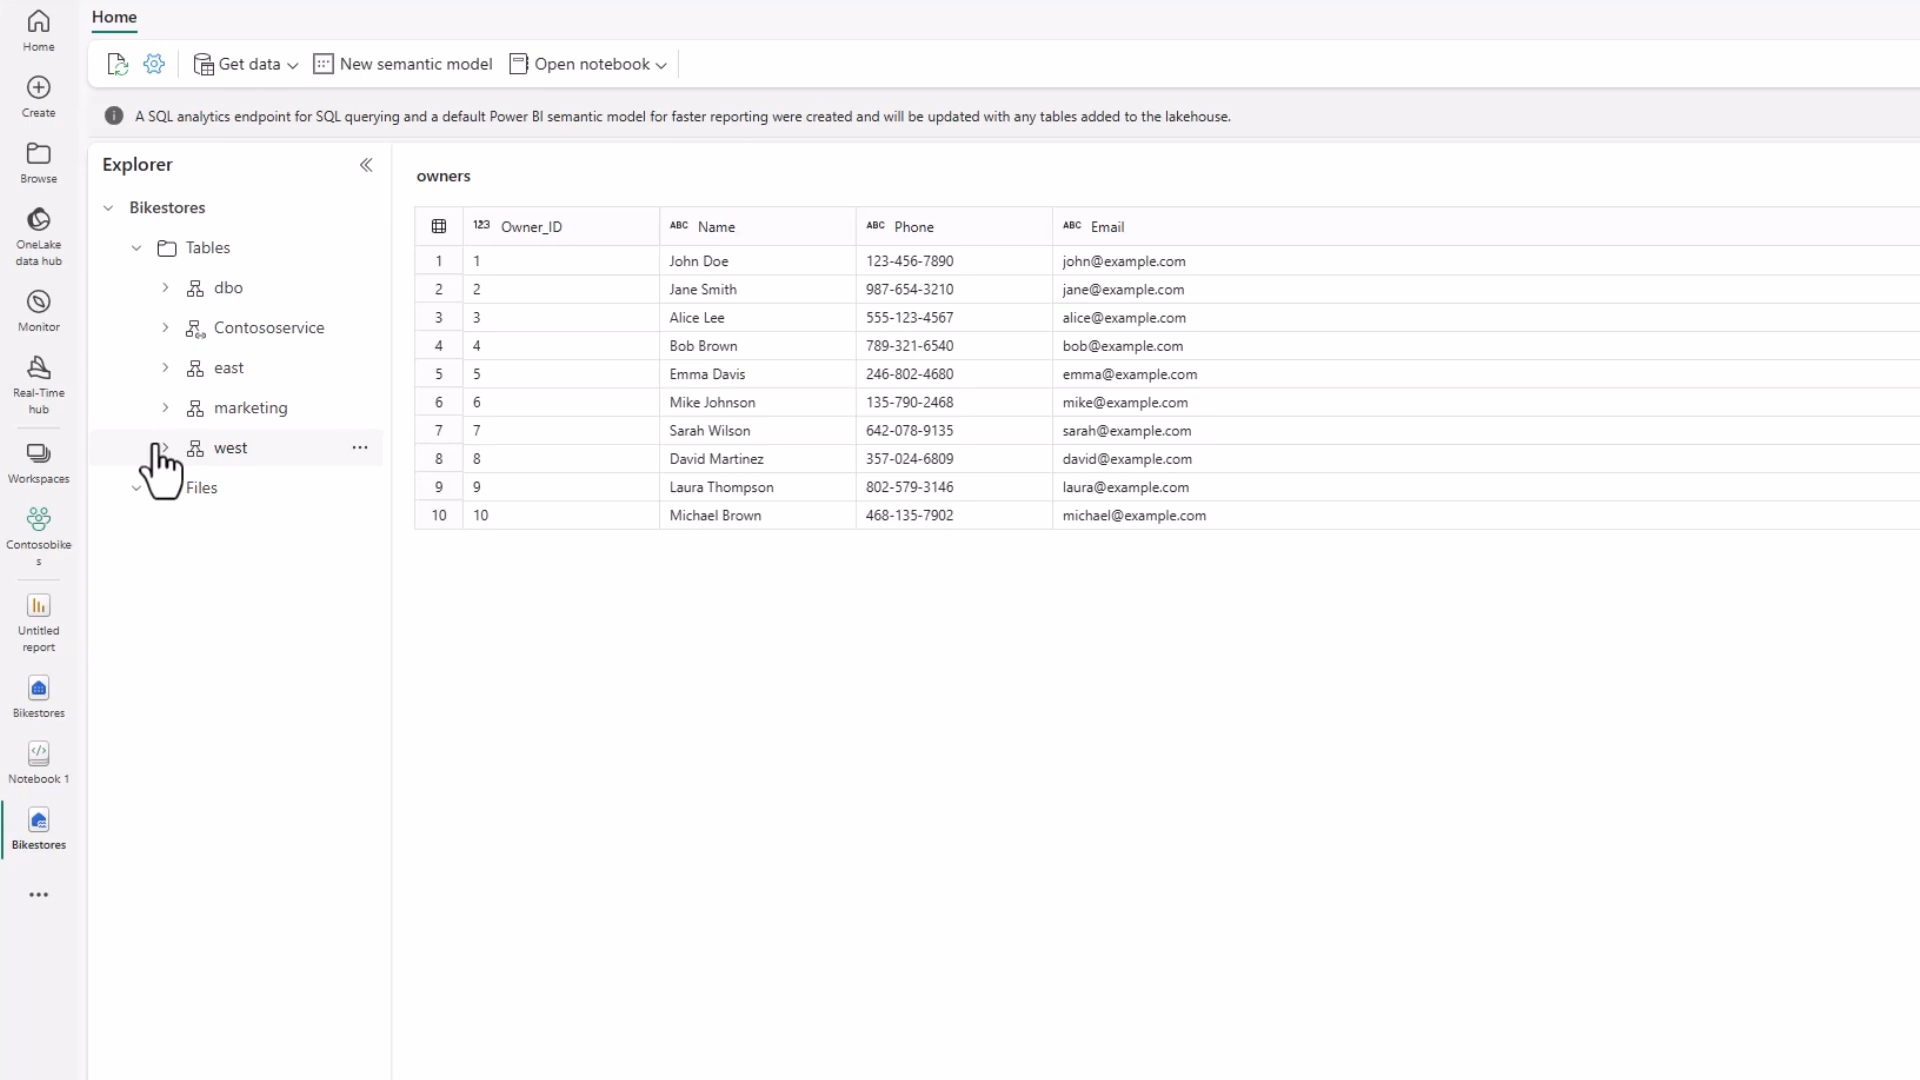 Home
Create
Browse
OneLake
data hub
Monitor
Real-Time
hub
Workspaces
Contosobike
s
Untitled
report
Bikestores
Notebook 1
Bikestores
Home
Get data
New semantic model
Open notebook
A SQL analytics endpoint for SQL querying and a default Power BI semantic model for faster reporting were created and will be updated with any tables added to the lakehouse.
Explorer
Bikestores
Tables
dbo
Contososervice
east
marketing
west
Files
owners
123 Owner_ID ABC Name ABC Phone ABC Email
1 1 John Doe 123-456-7890 john@example.com
2 2 Jane Smith 987-654-3210 jane@example.com
3 3 Alice Lee 555-123-4567 alice@example.com
4 4 Bob Brown 789-321-6540 bob@example.com
5 5 Emma Davis 246-802-4680 emma@example.com
6 6 Mike Johnson 135-790-2468 mike@example.com
7 7 Sarah Wilson 642-078-9135 sarah@example.com
8 8 David Martinez 357-024-6809 david@example.com
9 9 Laura Thompson 802-579-3146 laura@example.com
10 10 Michael Brown 468-135-7902 michael@example.com